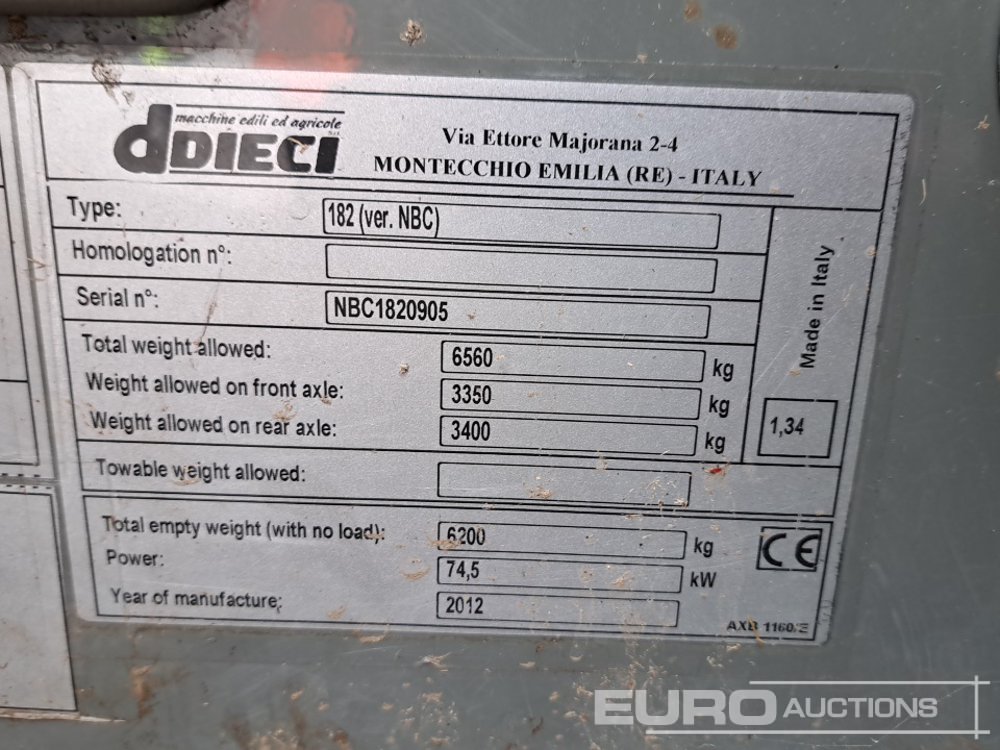 macchine edili ed agricole
dDIECI
Via Ettore Majorana 2-4
MONTECCHIO EMILIA (RE) - ITALY
Type: 182 (ver. NBC)
Homologation n°:
Serial n°: NBC1820905
Made in Italy
Total weight allowed: 6560 kg
Weight allowed on front axle: 3350 kg
Weight allowed on rear axle: 3400 kg
1,34
Towable weight allowed:
Total empty weight (with no load): 6200 kg
CE
Power: 74,5 kW
Year of manufacture: 2012
AXB 1160/E
EURO AUCTIONS